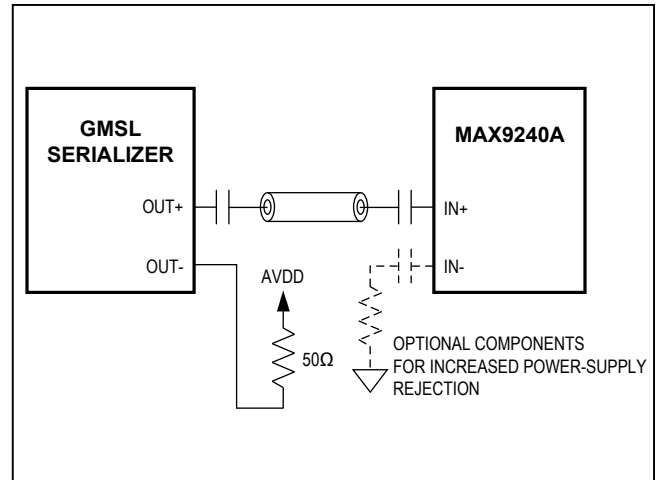 GMSL
SERIALIZER
MAX9240A
OUT+
IN+
OUT-
IN-
AVDD
50Ω
OPTIONAL COMPONENTS
FOR INCREASED POWER-SUPPLY
REJECTION